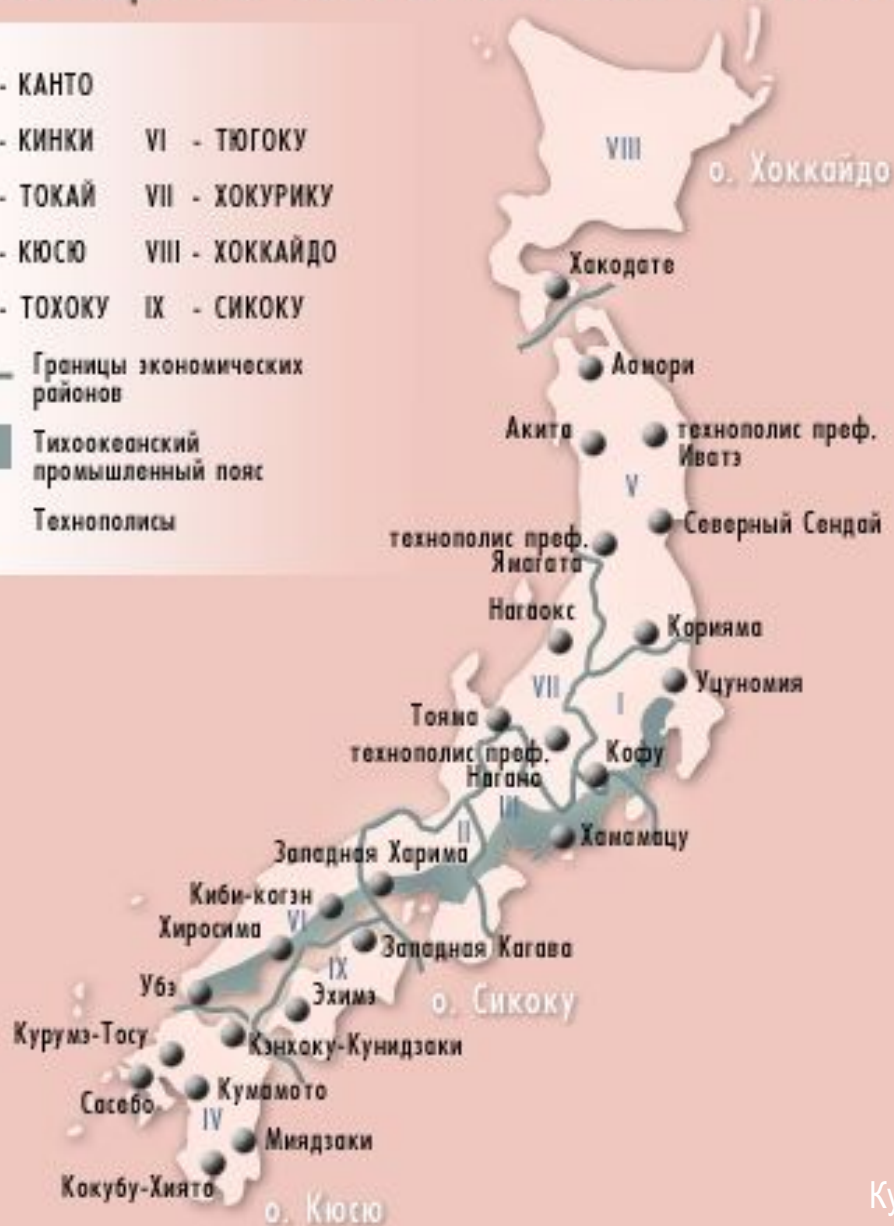 - КАНТО
- КИНКИ VI - ТЮГОКУ
- ТОКАЙ VII - ХОКУРИКУ
- КЮСЮ VIII - ХОККАЙДО
- ТОХОКУ IX - СИКОКУ
Границы экономических
районов
Тихоокеанский
промышленный пояс
Технополисы
VIII
о. Хоккайдо
Хакодате
Аомори
Акита
технополис преф.
Иватэ
V
Северный Сендай
технополис преф.
Ямагата
Нагаокс
Корияма
Уцуномия
VII
I
Тояма
технополис преф.
Нагано
Кофу
III
II
Хамамацу
Западная Харима
Киби-когэн
VI
Хиросима
Западная Кагава
IX
Убэ
Эхимэ
о. Сикоку
Курумэ-Тосу
Кэнхоку-Кунидзаки
Сасебо
Кумамото
IV
Миядзаки
Кокубу-Хиято
о. Кюсю
Ку